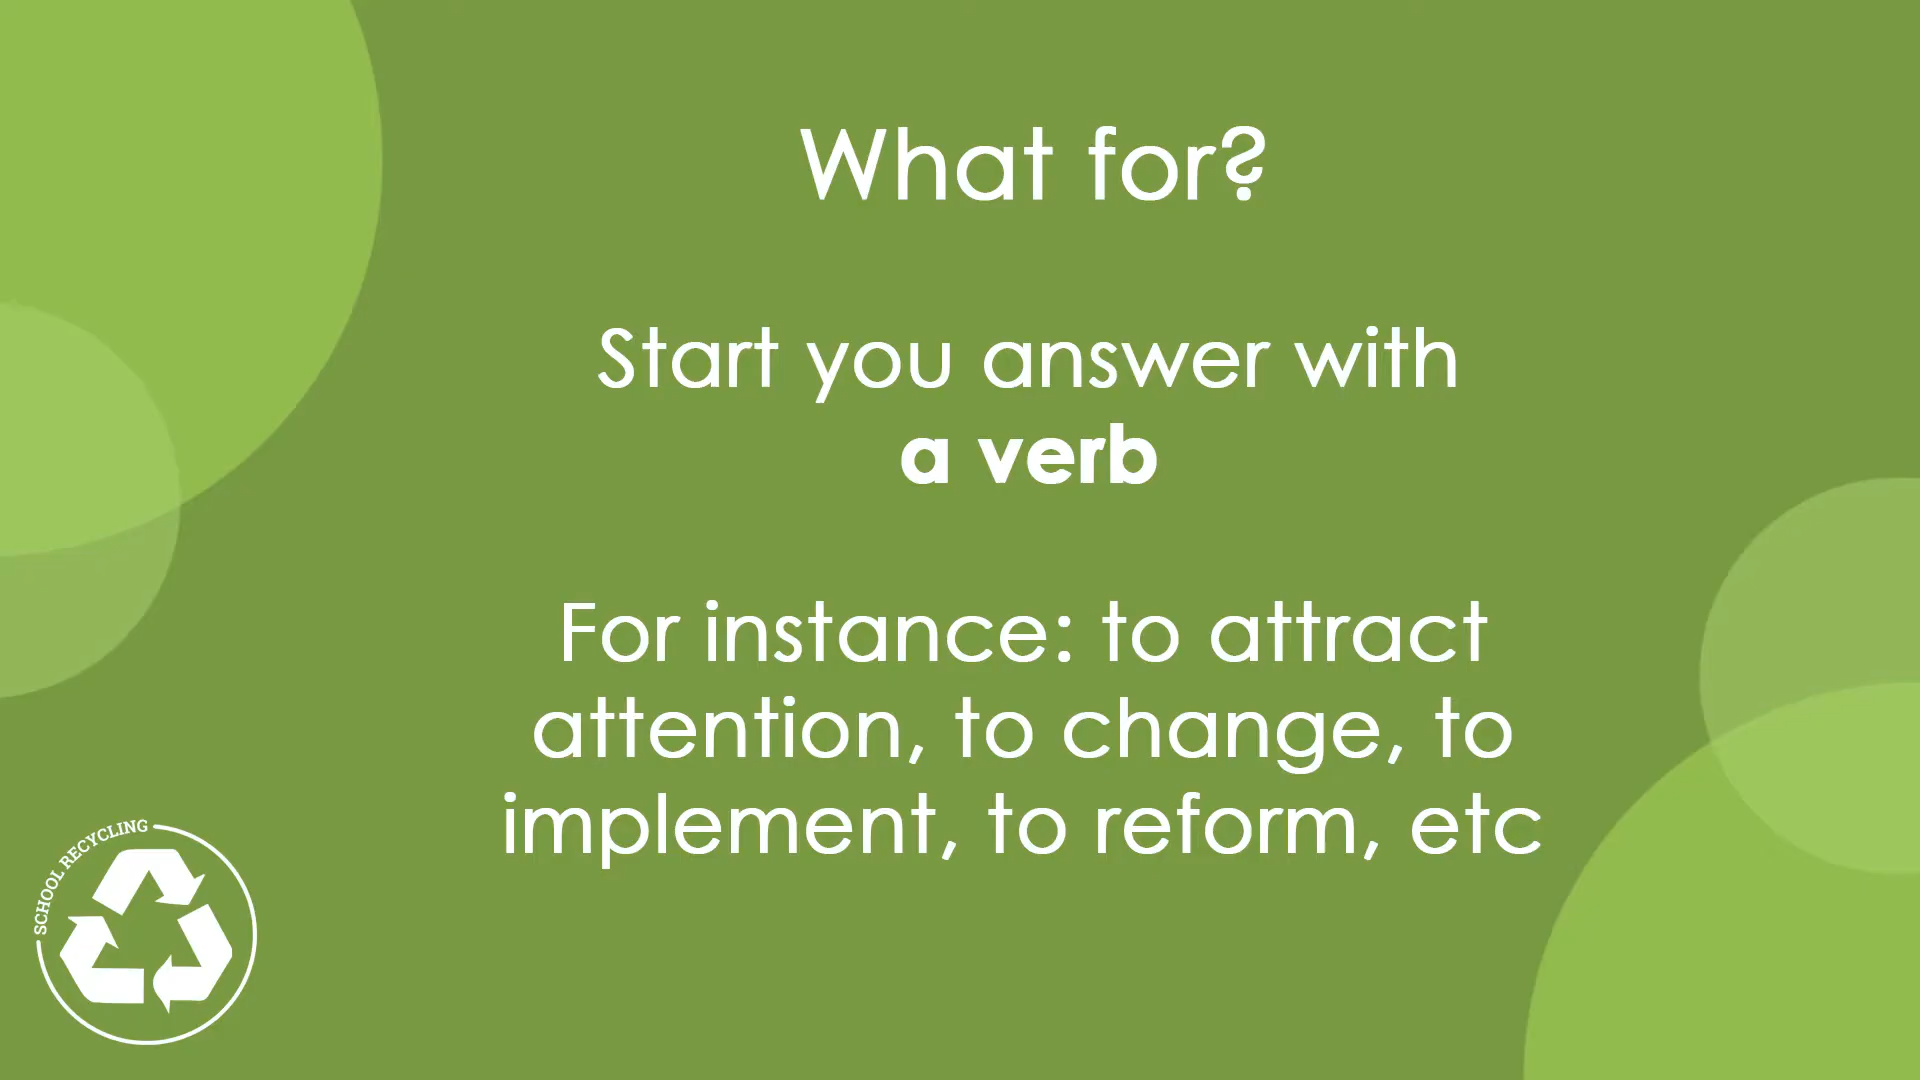 What for?
Start you answer with
a verb
For instance: to attract
attention, to change, to
implement, to reform, etc
SCHOOL RECYCLING